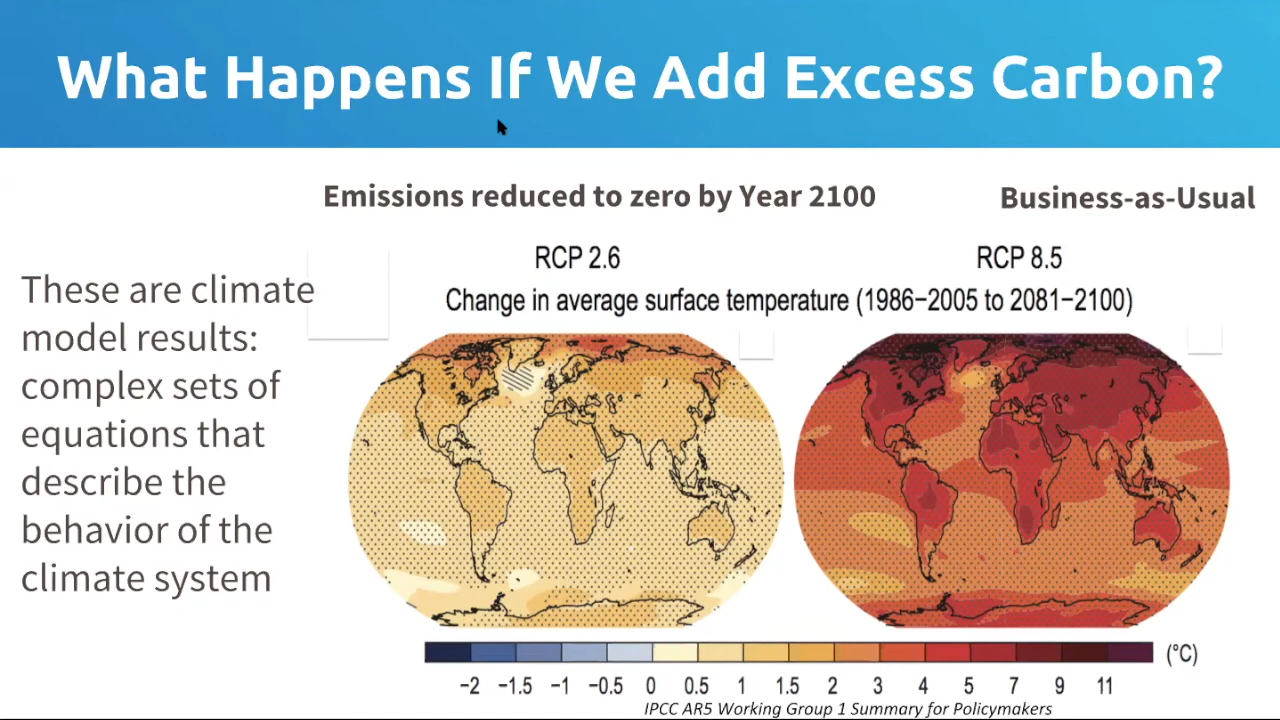 What Happens If We Add Excess Carbon?
Emissions reduced to zero by Year 2100
Business-as-Usual
These are climate
model results:
complex sets of
equations that
describe the
behavior of the
climate system
RCP 2.6
RCP 8.5
Change in average surface temperature (1986−2005 to 2081−2100)
(°C)
−2 −1.5 −1 −0.5 0 0.5 1 1.5 2 3 4 5 7 9 11
IPCC AR5 Working Group 1 Summary for Policymakers